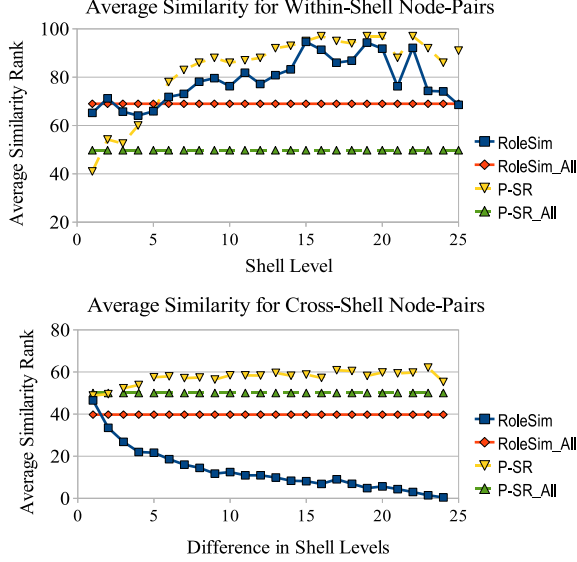 Average Similarity for Within-Shell Node-Pairs
Average Similarity Rank
100
80
60
40
20
0
5
10
15
20
25
Shell Level
RoleSim
RoleSim_All
P-SR
P-SR_All
Average Similarity for Cross-Shell Node-Pairs
Average Similarity Rank
80
60
40
20
0
0
5
10
15
20
25
Difference in Shell Levels
RoleSim
RoleSim_All
P-SR
P-SR_All